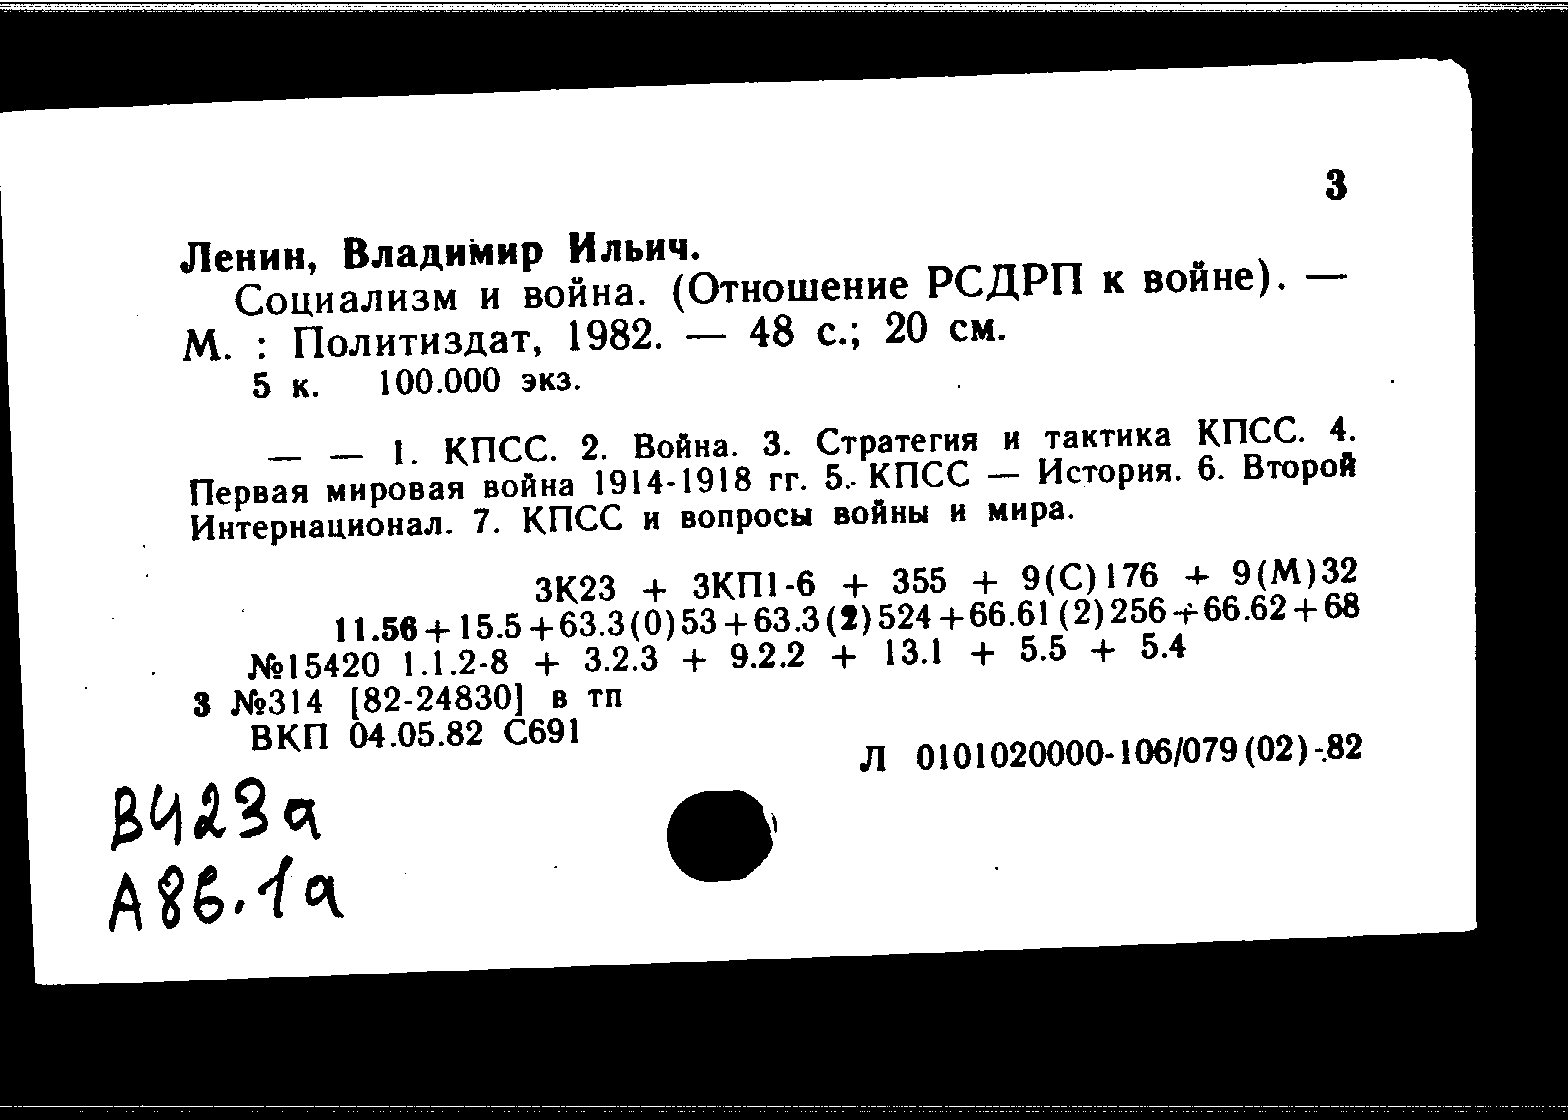 3
Ленин, Владимир Ильич.
Социализм и война. (Отношение РСДРП к войне). —
М. : Политиздат, 1982. — 48 с.; 20 см.
5 к. 100.000 экз.
— — 1. КПСС. 2. Война. 3. Стратегия и тактика КПСС. 4.
Первая мировая война 1914-1918 гг. 5. КПСС — История. 6. Второй
Интернационал. 7. КПСС и вопросы войны и мира.
3К23 + 3КП1-6 + 355 + 9(С)176 + 9(М)32
11.56+15.5+63.3(0)53+63.3(2)524+66.61(2)256+66.62+68
№15420 1.1.2-8 + 3.2.3 + 9.2.2 + 13.1 + 5.5 + 5.4
3 №314 [82-24830] в тп
ВКП 04.05.82 С691
Л 0101020000-106/079(02)-82
В423а
А86.1а